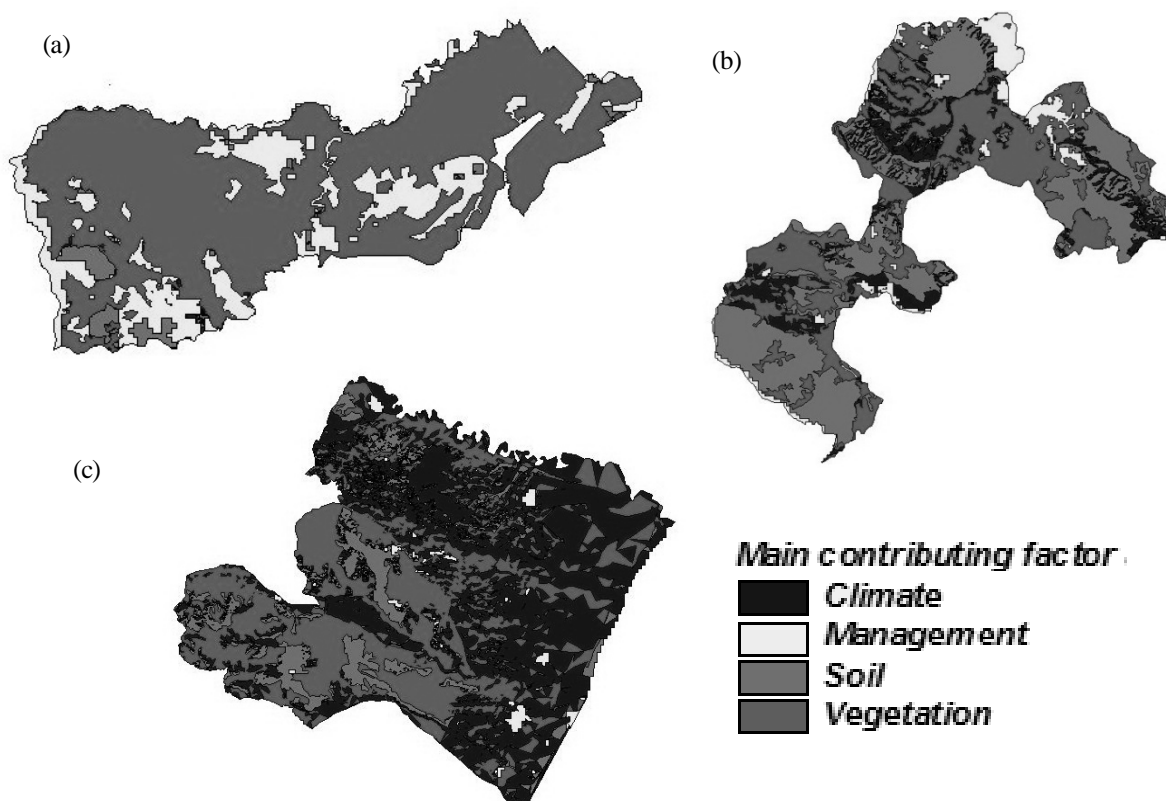 (a)
(b)
(c)
Main contributing factor
Climate
Management
Soil
Vegetation